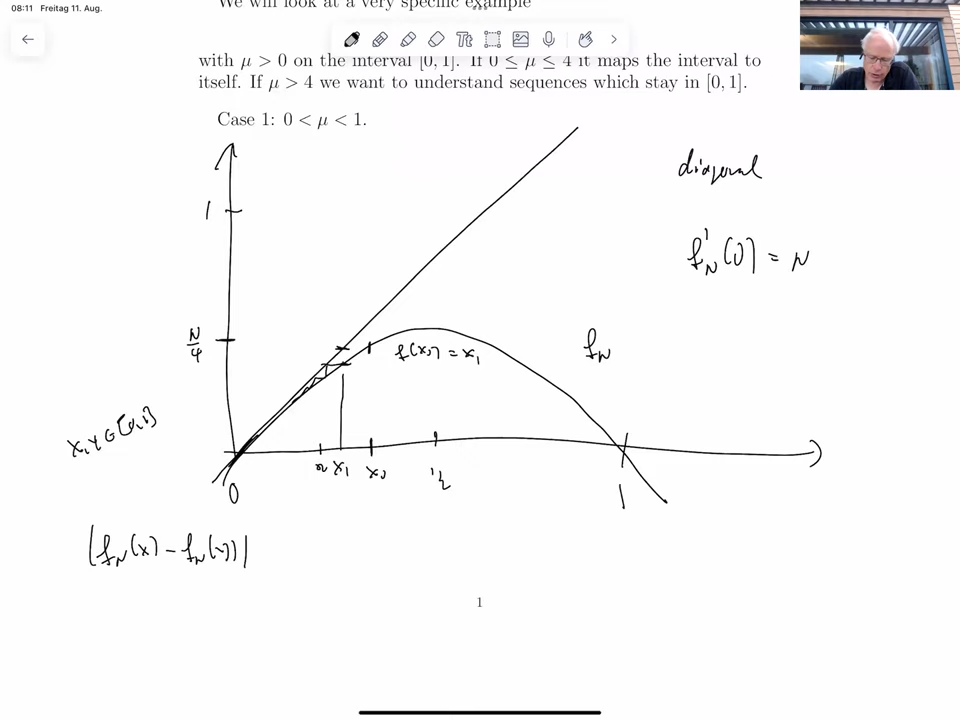 08:11 Freitag 11. Aug.
We will look at a very specific example
with μ > 0 on the interval [0, 1]. If 0 ≤ μ ≤ 4 it maps the interval to
itself. If μ > 4 we want to understand sequences which stay in [0, 1].
Case 1: 0 < μ < 1.
diagonal
1
f'μ(0) = μ
μ/4
f(x₀) = x₁
fμ
x, y ∈ [0,1]
x₂ x₁ x₀ 1/2
0 1
|fμ(x) − fμ(y)|
1